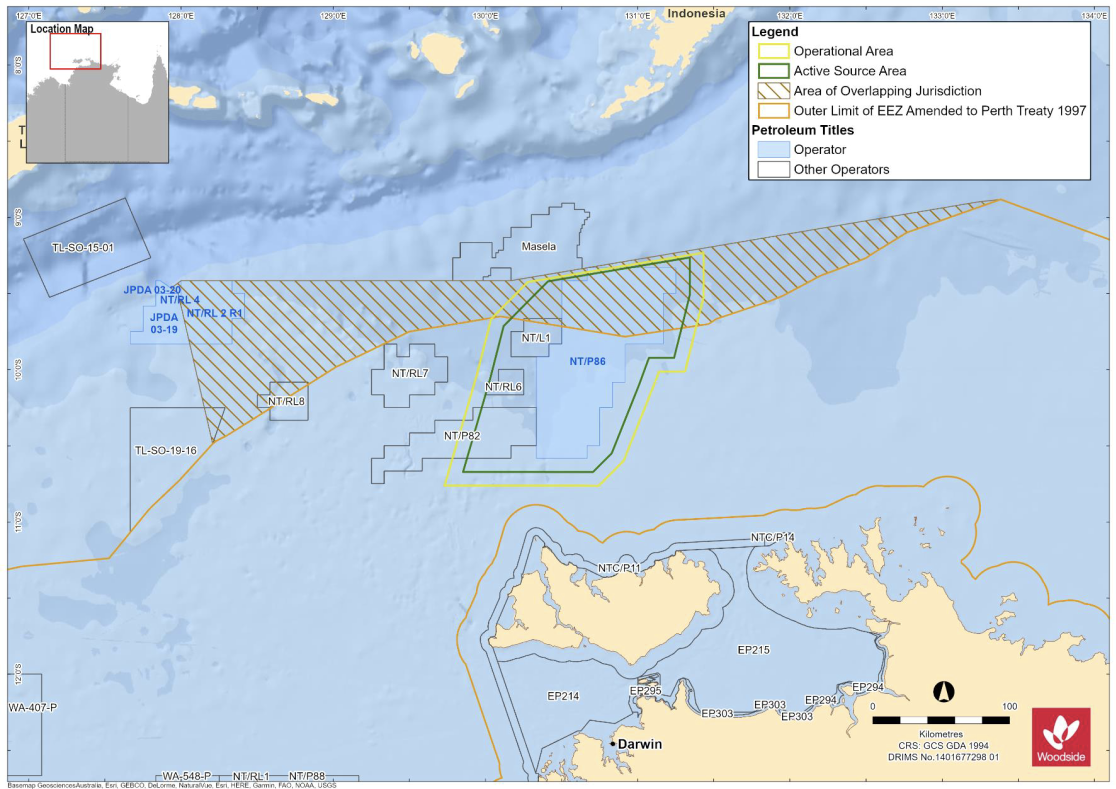 127°0'E
128°0'E
129°0'E
130°0'E
131°0'E
132°0'E
133°0'E
134°0'E
Indonesia
Location Map
Legend
Operational Area
Active Source Area
Area of Overlapping Jurisdiction
Outer Limit of EEZ Amended to Perth Treaty 1997
Petroleum Titles
Operator
Other Operators
8°0'S
T
L
9°0'S
TL-SO-15-01
Masela
JPDA 03-20
NT/RL 4
NT/RL 2 R1
JPDA
03-19
NT/L1
NT/P86
10°0'S
NT/RL7
NT/RL6
NT/RL8
NT/P82
TL-SO-19-16
11°0'S
NTC/P14
NTC/P11
EP215
12°0'S
EP214
EP295
EP294
EP294
EP303
EP303
EP303
WA-407-P
Darwin
0
100
Kilometres
CRS: GCS GDA 1994
DRIMS No.1401677298 01
Woodside
WA-548-P
NT/RL1
NT/P88
Basemap GeosciencesAustralia, Esri, GEBCO, DeLorme, NaturalVue, Esri, HERE, Garmin, FAO, NOAA, USGS